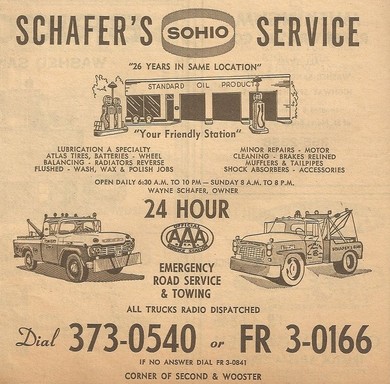 SCHAFER'S SOHIO SERVICE
"26 YEARS IN SAME LOCATION"
STANDARD OIL PRODUCTS
"Your Friendly Station"
LUBRICATION A SPECIALTY
ATLAS TIRES, BATTERIES - WHEEL
BALANCING - RADIATORS REVERSE
FLUSHED - WASH, WAX & POLISH JOBS
MINOR REPAIRS - MOTOR
CLEANING - BRAKES RELINED
MUFFLERS & TAILPIPES
SHOCK ABSORBERS - ACCESSORIES
OPEN DAILY 6:30 A.M. TO 10 PM — SUNDAY 8 A.M. TO 8 P.M.
WAYNE SCHAFER, OWNER
24 HOUR
AAA
EMERGENCY
ROAD SERVICE
& TOWING
ALL TRUCKS RADIO DISPATCHED
Dial 373-0540 or FR 3-0166
IF NO ANSWER DIAL FR 3-0841
CORNER OF SECOND & WOOSTER